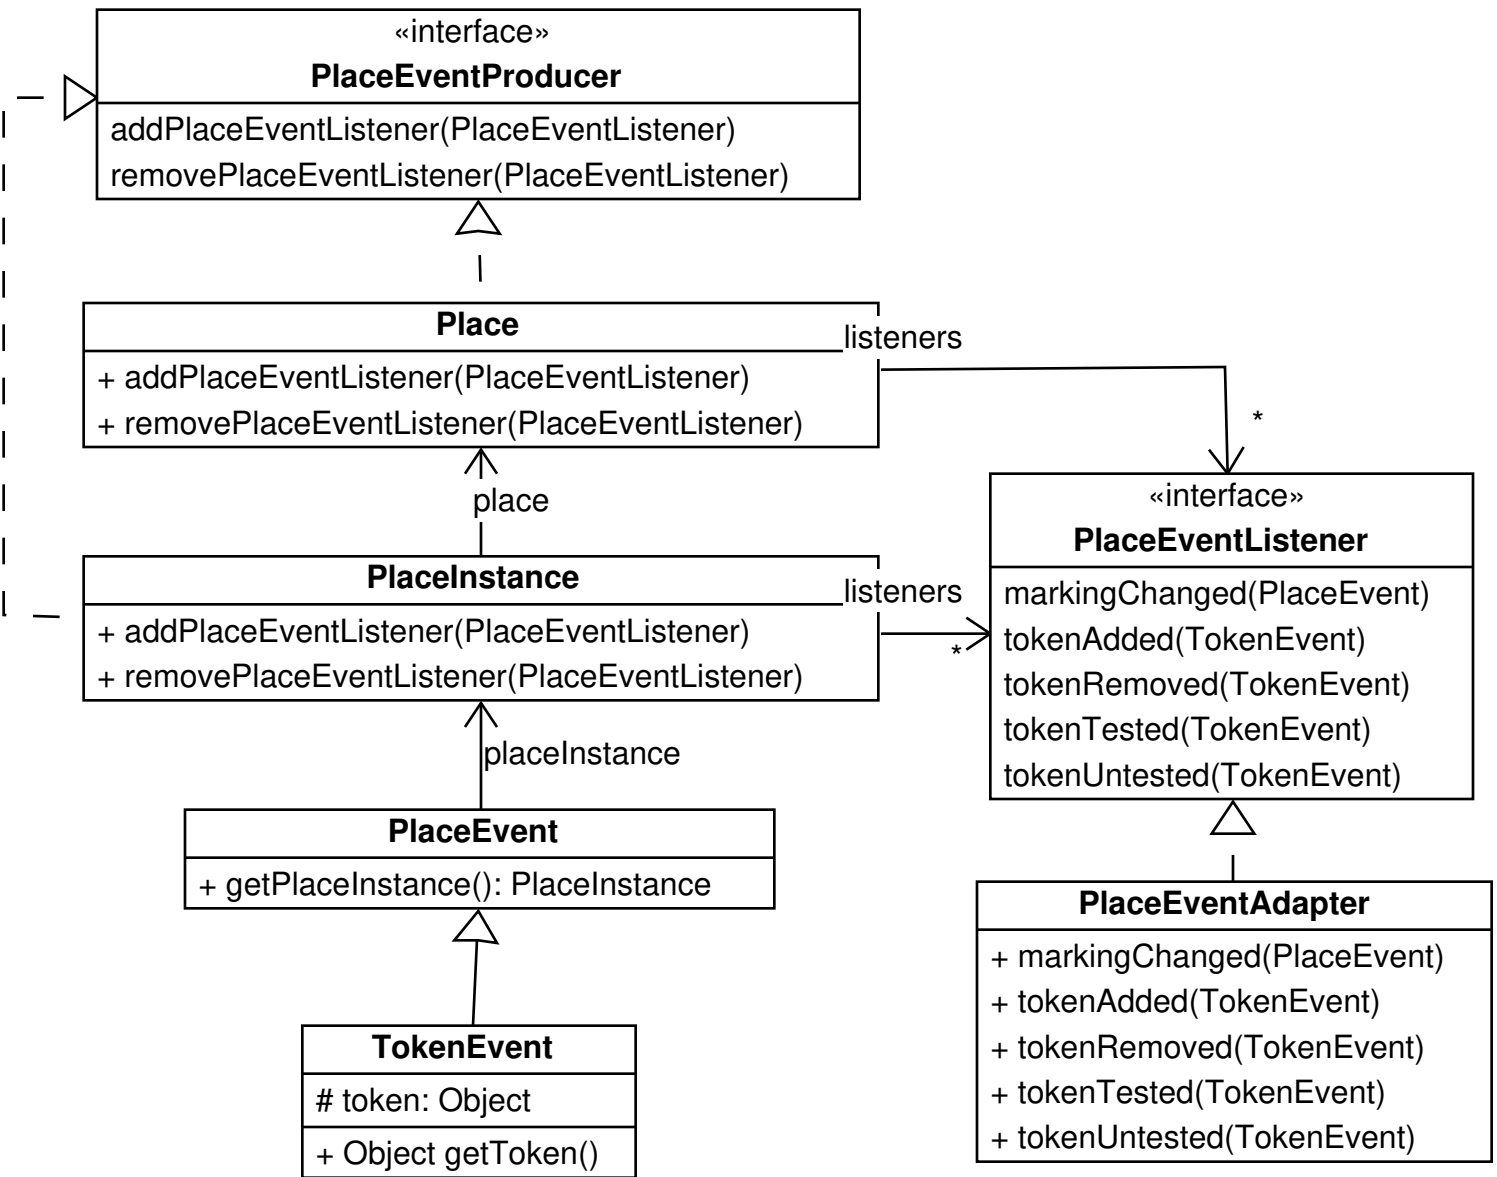 «interface»
PlaceEventProducer
addPlaceEventListener(PlaceEventListener)
removePlaceEventListener(PlaceEventListener)
Place
+ addPlaceEventListener(PlaceEventListener)
+ removePlaceEventListener(PlaceEventListener)
listeners
*
place
PlaceInstance
+ addPlaceEventListener(PlaceEventListener)
+ removePlaceEventListener(PlaceEventListener)
listeners
*
«interface»
PlaceEventListener
markingChanged(PlaceEvent)
tokenAdded(TokenEvent)
tokenRemoved(TokenEvent)
tokenTested(TokenEvent)
tokenUntested(TokenEvent)
placeInstance
PlaceEvent
+ getPlaceInstance(): PlaceInstance
TokenEvent
# token: Object
+ Object getToken()
PlaceEventAdapter
+ markingChanged(PlaceEvent)
+ tokenAdded(TokenEvent)
+ tokenRemoved(TokenEvent)
+ tokenTested(TokenEvent)
+ tokenUntested(TokenEvent)